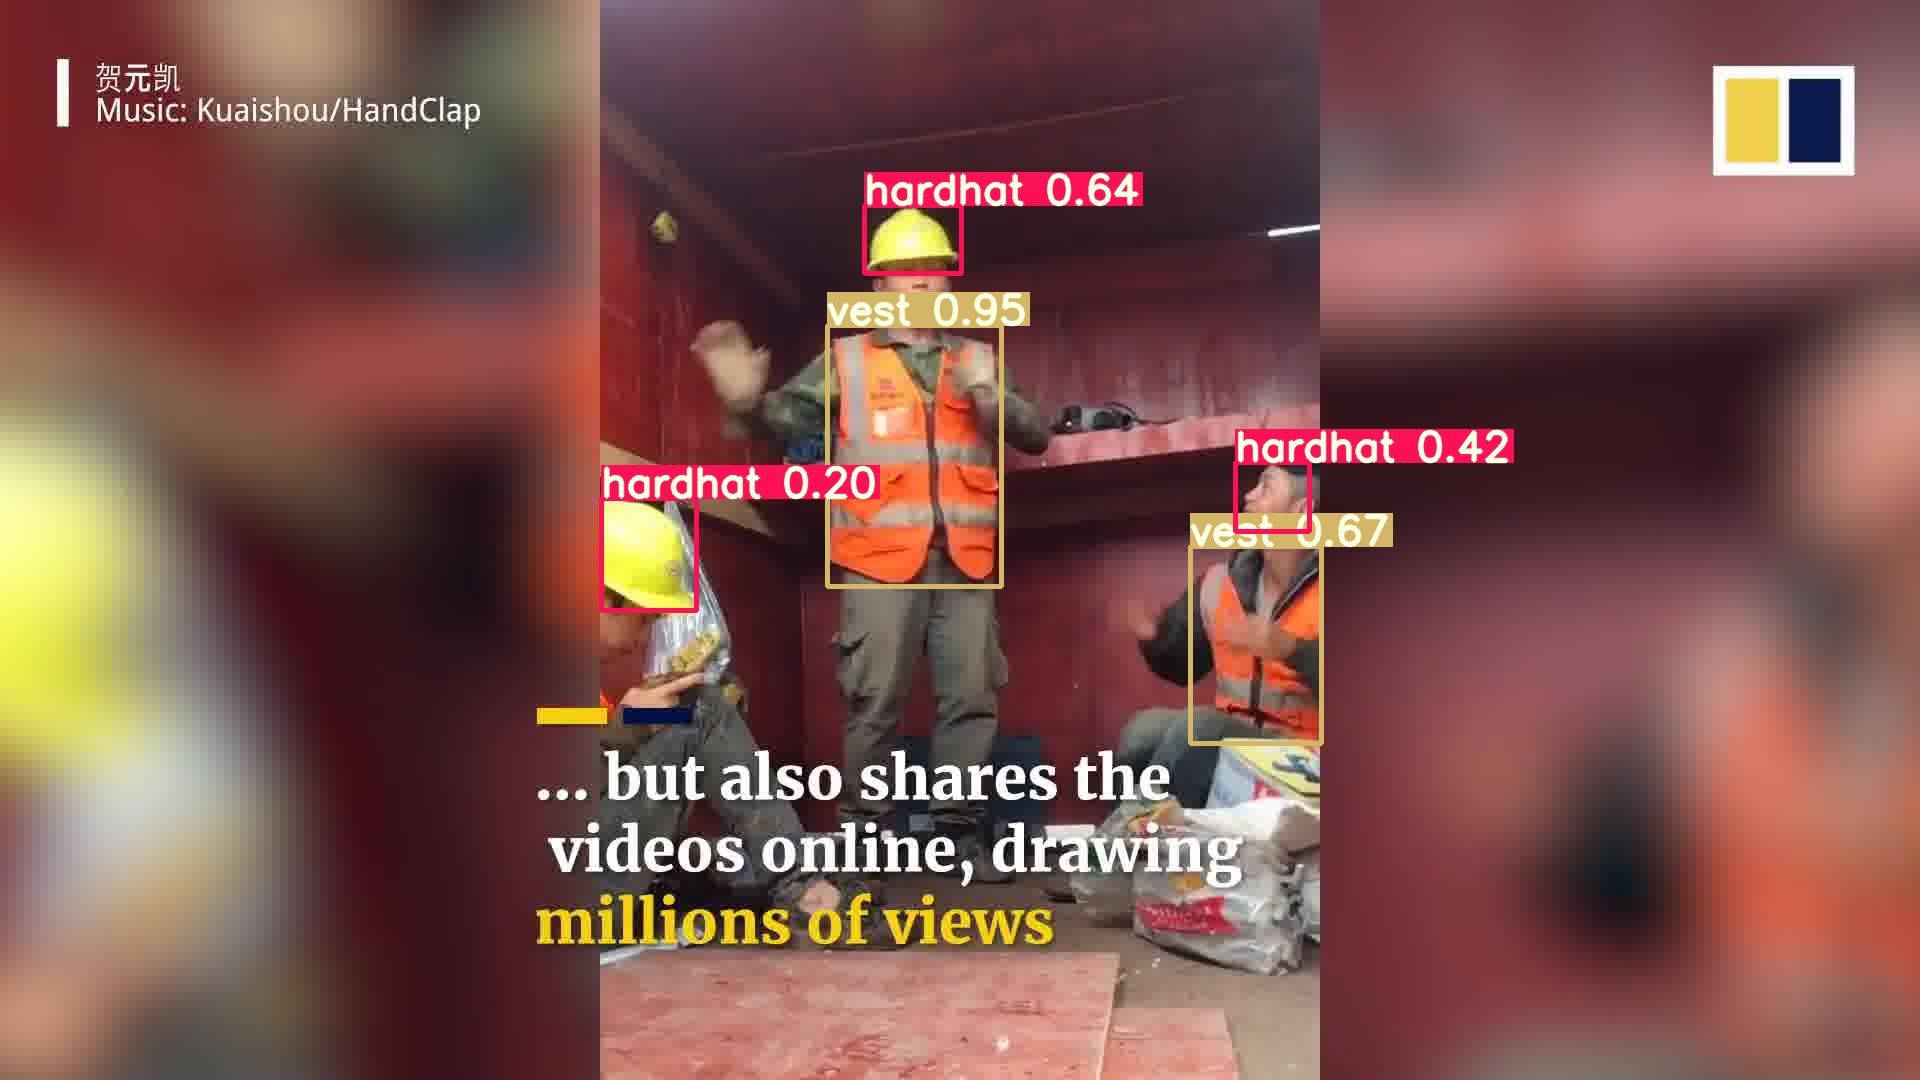 贺元凯
Music: Kuaishou/HandClap
hardhat 0.64
vest 0.95
hardhat 0.42
hardhat 0.20
vest 0.67
... but also shares the
videos online, drawing
millions of views